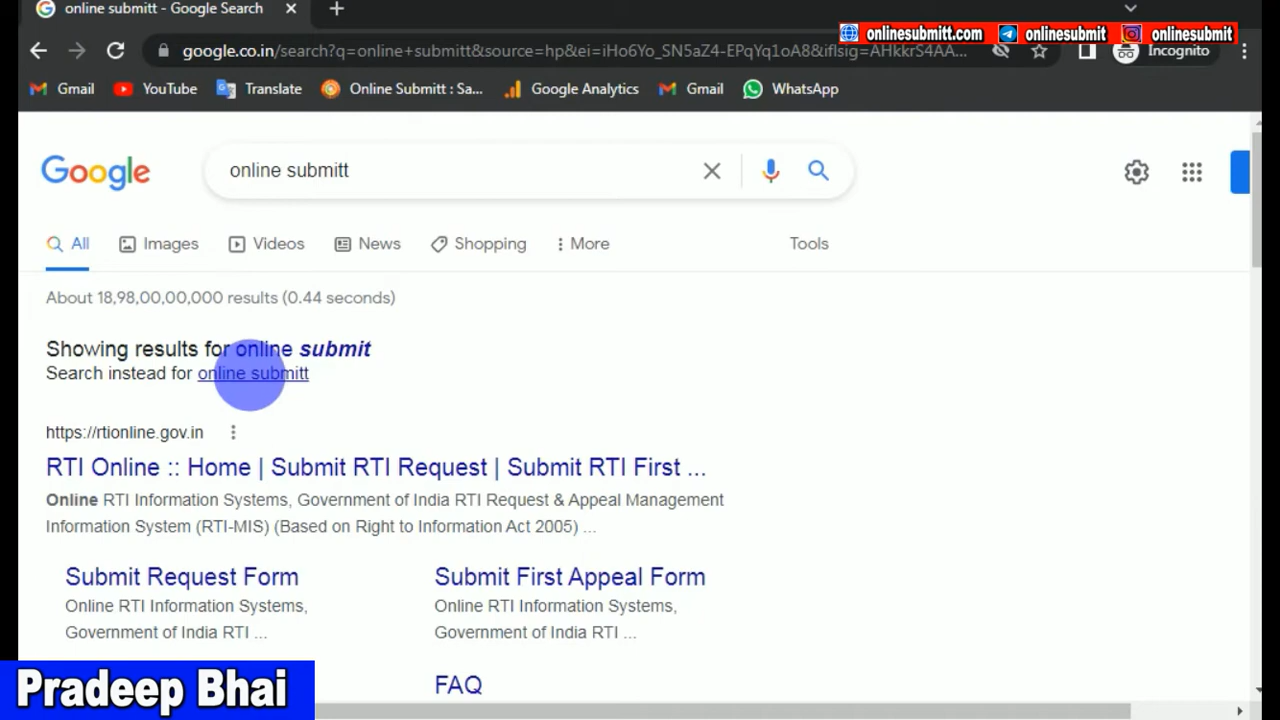 online submitt - Google Search
onlinesubmitt.com onlinesubmit onlinesubmit
google.co.in/search?q=online+submitt&source=hp&ei=iHo6Yo_SN5aZ4-EPqYq1oA8&iflsig=AHkkrS4AA... Incognito
Gmail YouTube Translate Online Submitt : Sa... Google Analytics Gmail WhatsApp
Google online submitt
All Images Videos News Shopping More Tools
About 18,98,00,00,000 results (0.44 seconds)
Showing results for online submit
Search instead for online submitt
https://rtionline.gov.in
RTI Online :: Home | Submit RTI Request | Submit RTI First ...
Online RTI Information Systems, Government of India RTI Request & Appeal Management
Information System (RTI-MIS) (Based on Right to Information Act 2005) ...
Submit Request Form Submit First Appeal Form
Online RTI Information Systems, Online RTI Information Systems,
Government of India RTI ... Government of India RTI ...
Pradeep Bhai FAQ